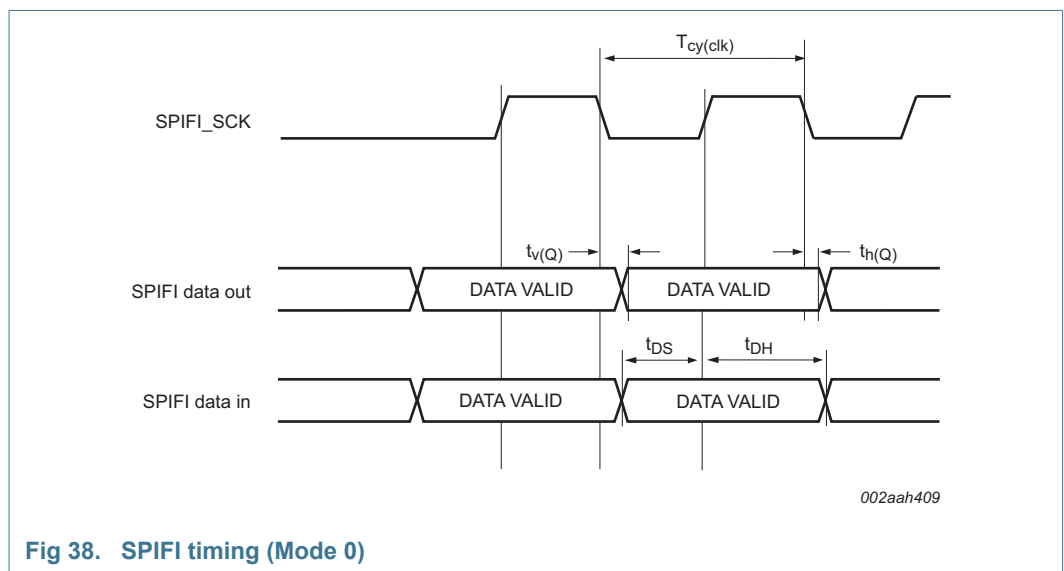 Tcy(clk)
SPIFI_SCK
tv(Q)
th(Q)
SPIFI data out
DATA VALID
DATA VALID
tDS
tDH
SPIFI data in
DATA VALID
DATA VALID
002aah409
Fig 38. SPIFI timing (Mode 0)